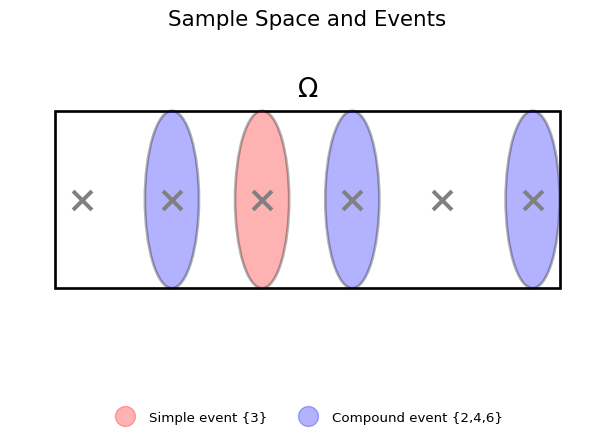 Sample Space and Events
Ω
Simple event {3}
Compound event {2,4,6}